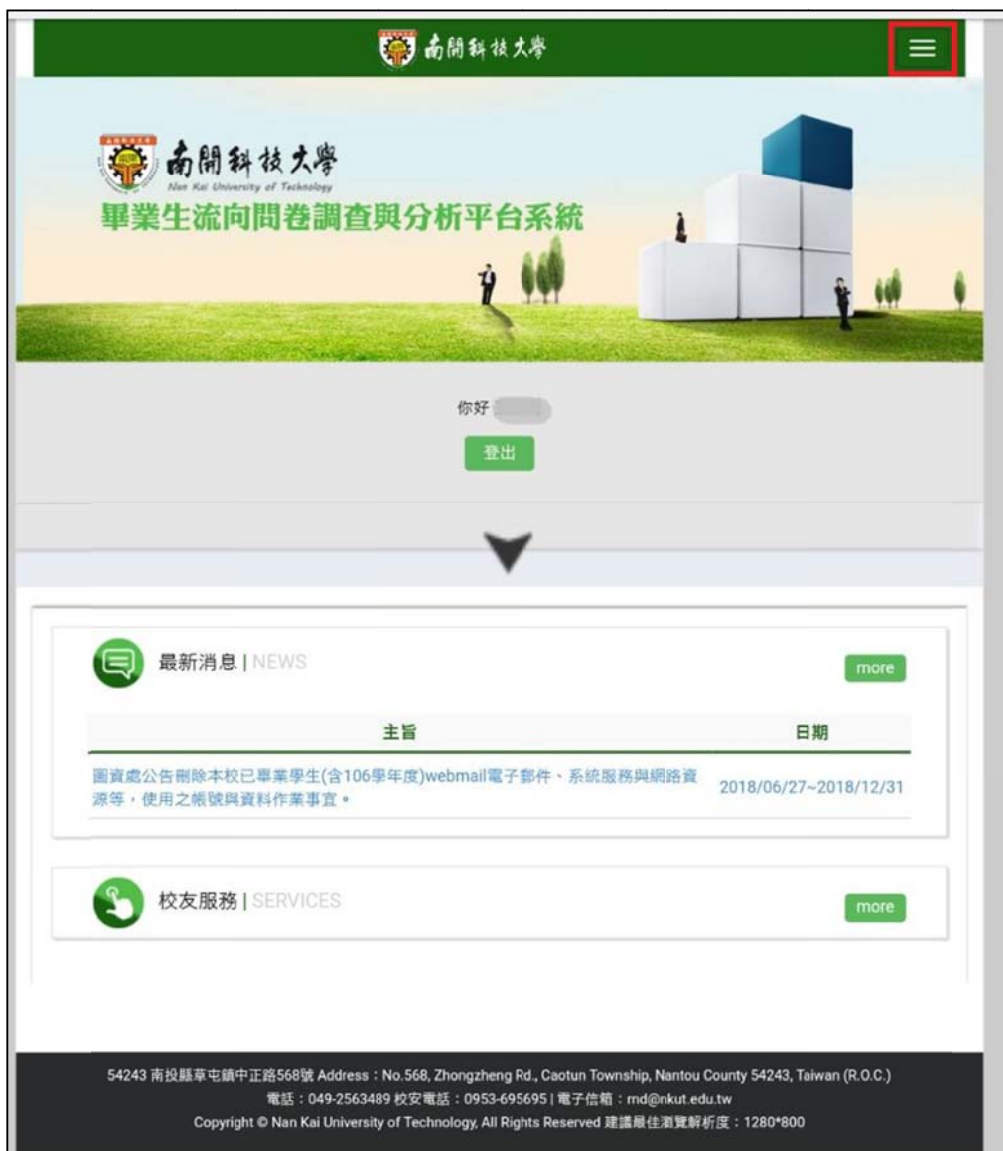 南開科技大學
南開科技大學
Nan Kai University of Technology
畢業生流向問卷調查與分析平台系統
你好
登出
最新消息 | NEWS
more
主旨 日期
圖資處公告刪除本校已畢業學生(含106學年度)webmail電子郵件、系統服務與網路資
源等，使用之帳號與資料作業事宜。
2018/06/27~2018/12/31
校友服務 | SERVICES
more
54243 南投縣草屯鎮中正路568號 Address：No.568, Zhongzheng Rd., Caotun Township, Nantou County 54243, Taiwan (R.O.C.)
電話：049-2563489 校安電話：0953-695695 | 電子信箱：rnd@nkut.edu.tw
Copyright © Nan Kai University of Technology, All Rights Reserved 建議最佳瀏覽解析度：1280*800